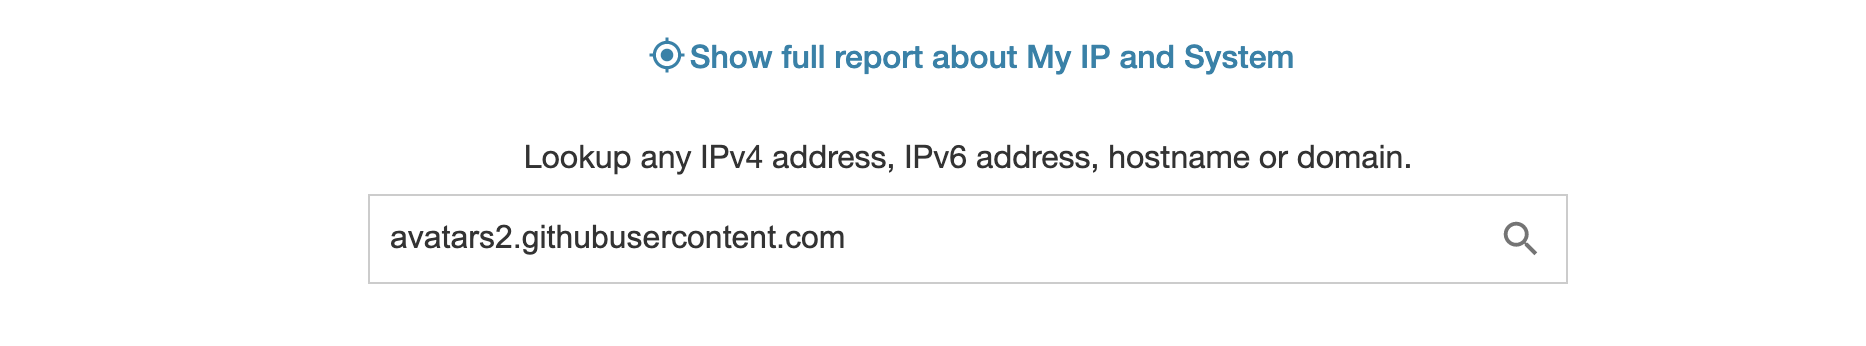 Show full report about My IP and System
Lookup any IPv4 address, IPv6 address, hostname or domain.
avatars2.githubusercontent.com